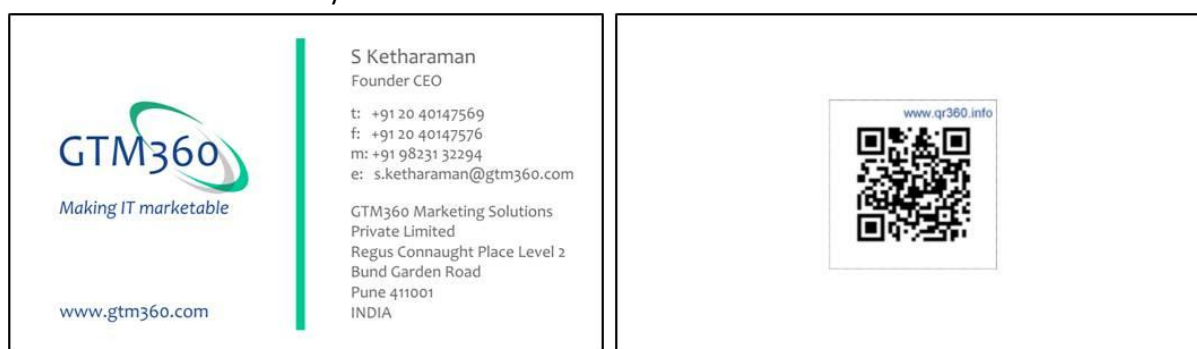 GTM360
Making IT marketable
www.gtm360.com
S Ketharaman
Founder CEO
t: +91 20 40147569
f: +91 20 40147576
m: +91 98231 32294
e: s.ketharaman@gtm360.com
GTM360 Marketing Solutions
Private Limited
Regus Connaught Place Level 2
Bund Garden Road
Pune 411001
INDIA
www.qr360.info